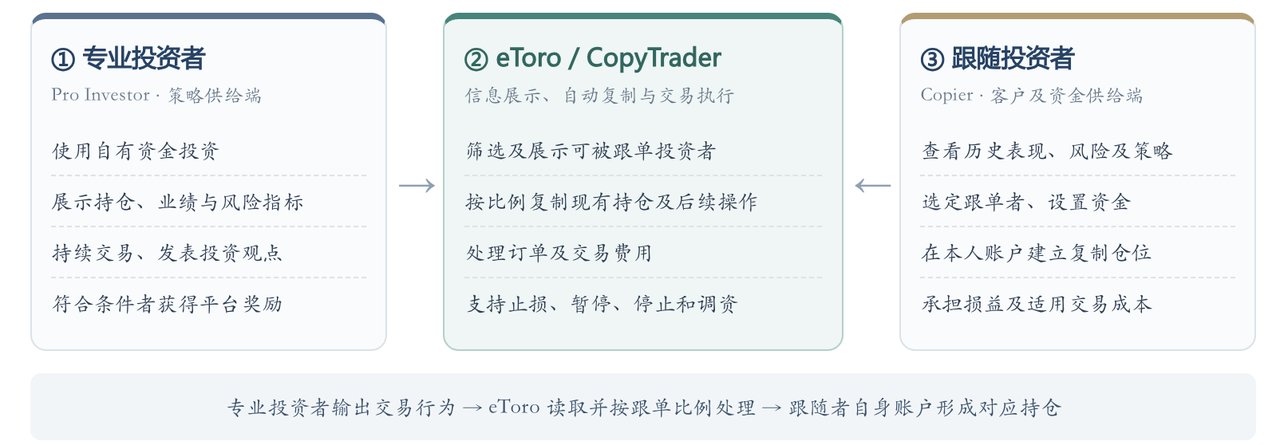 ① 专业投资者
Pro Investor · 策略供给端
使用自有资金投资
展示持仓、业绩与风险指标
持续交易、发表投资观点
符合条件者获得平台奖励
→
② eToro / CopyTrader
信息展示、自动复制与交易执行
筛选及展示可被跟单投资者
按比例复制现有持仓及后续操作
处理订单及交易费用
支持止损、暂停、停止和调资
←
③ 跟随投资者
Copier · 客户及资金供给端
查看历史表现、风险及策略
选定跟单者、设置资金
在本人账户建立复制仓位
承担损益及适用交易成本
专业投资者输出交易行为 → eToro 读取并按跟单比例处理 → 跟随者自身账户形成对应持仓